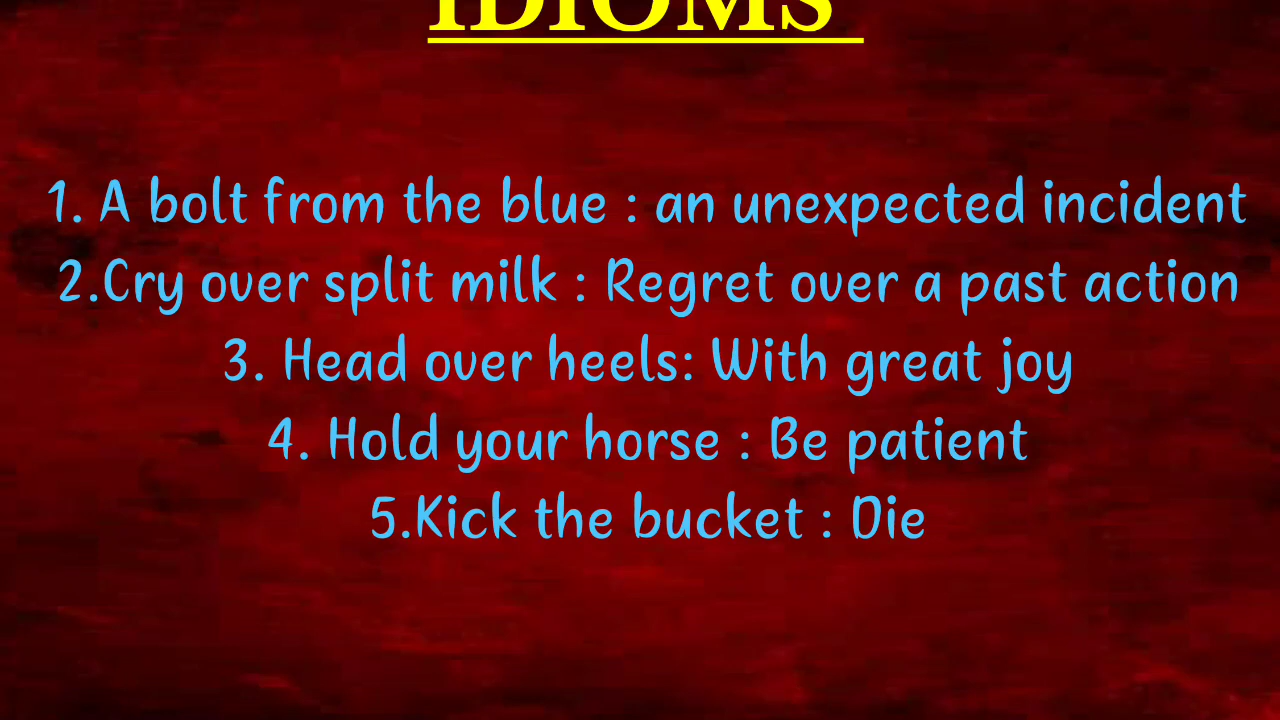 IDIOMS
1. A bolt from the blue : an unexpected incident
2.Cry over split milk : Regret over a past action
3. Head over heels: With great joy
4. Hold your horse : Be patient
5.Kick the bucket : Die